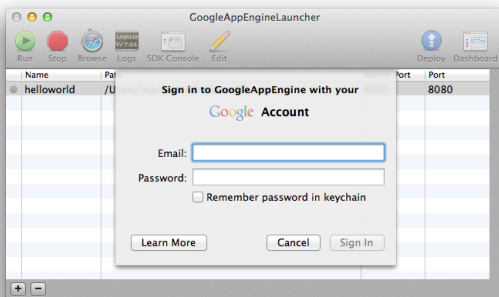 GoogleAppEngineLauncher
Run Stop Browse Logs SDK Console Edit Deploy Dashboard
Name Pat Port Port
helloworld /U 8080
Sign in to GoogleAppEngine with your
Google Account
Email:
Password:
Remember password in keychain
Learn More Cancel Sign In